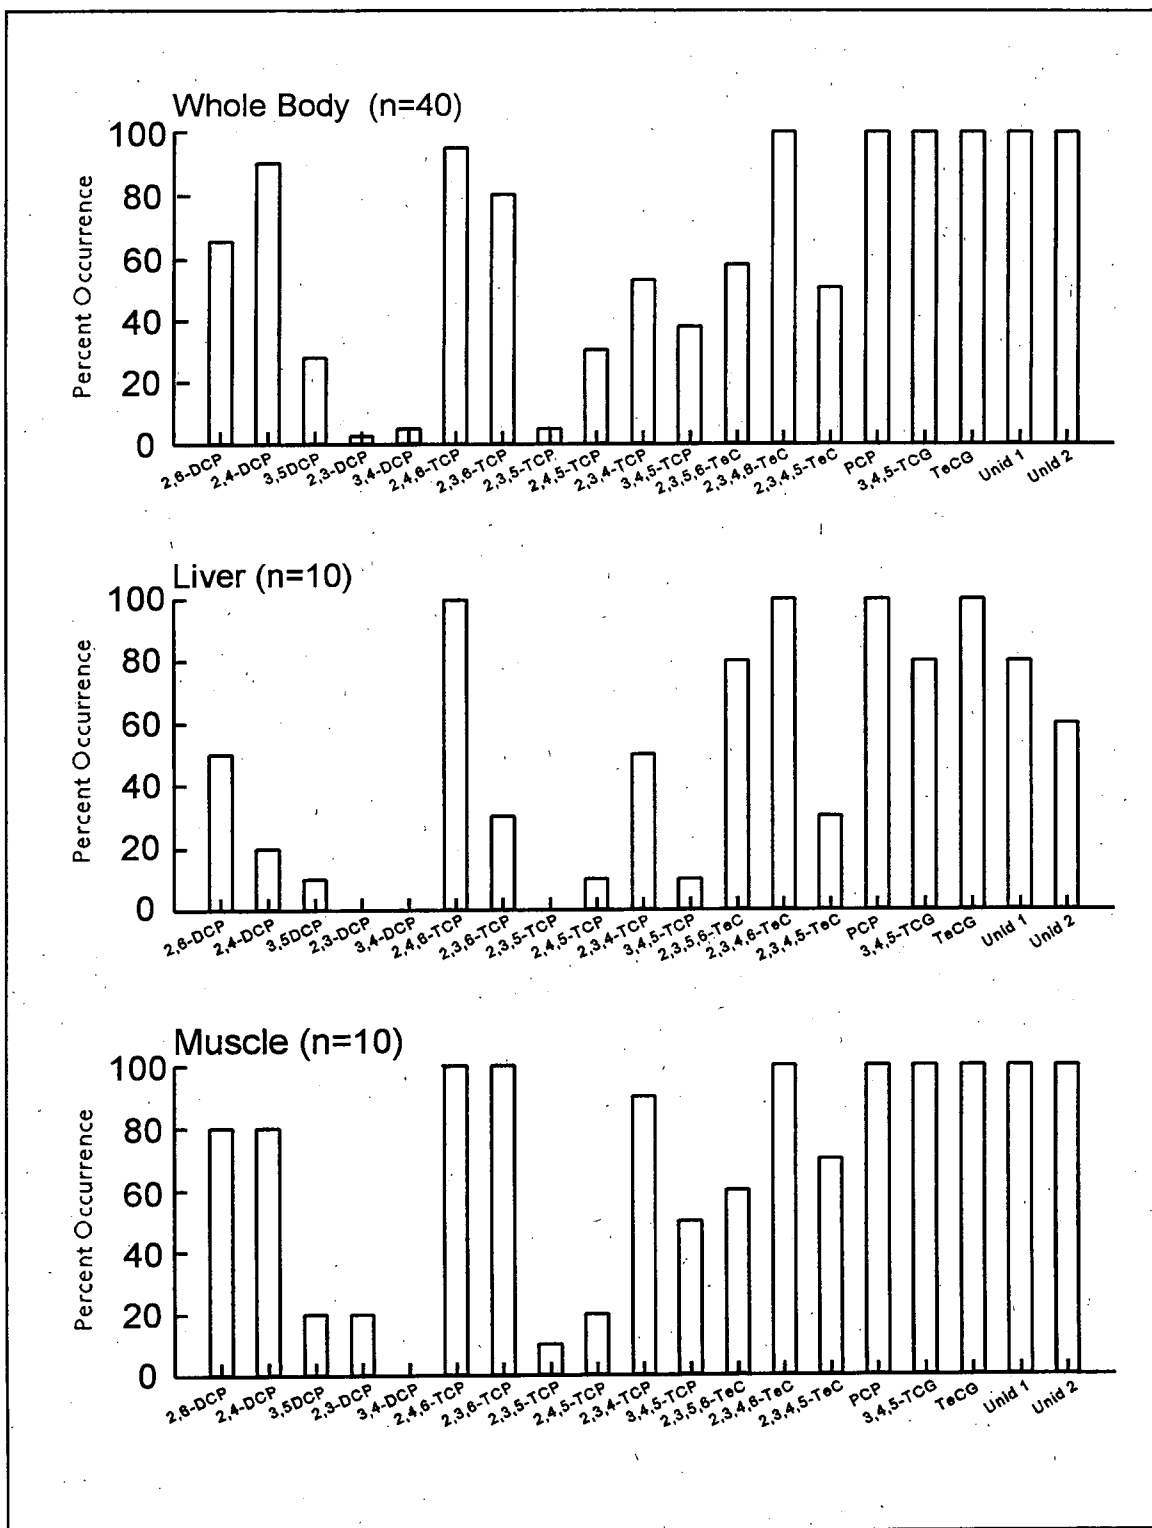 Whole Body (n=40)
Percent Occurrence
100
80
60
40
20
0
2,6-DCP
2,4-DCP
3,5DCP
2,3-DCP
3,4-DCP
2,4,6-TCP
2,3,6-TCP
2,3,5-TCP
2,4,5-TCP
2,3,4-TCP
3,4,5-TCP
2,3,5,6-TeC
2,3,4,6-TeC
2,3,4,5-TeC
PCP
3,4,5-TCG
TeCG
Unid 1
Unid 2
Liver (n=10)
Percent Occurrence
100
80
60
40
20
0
2,6-DCP
2,4-DCP
3,5DCP
2,3-DCP
3,4-DCP
2,4,6-TCP
2,3,6-TCP
2,3,5-TCP
2,4,5-TCP
2,3,4-TCP
3,4,5-TCP
2,3,5,6-TeC
2,3,4,6-TeC
2,3,4,5-TeC
PCP
3,4,5-TCG
TeCG
Unid 1
Unid 2
Muscle (n=10)
Percent Occurrence
100
80
60
40
20
0
2,6-DCP
2,4-DCP
3,5DCP
2,3-DCP
3,4-DCP
2,4,6-TCP
2,3,6-TCP
2,3,5-TCP
2,4,5-TCP
2,3,4-TCP
3,4,5-TCP
2,3,5,6-TeC
2,3,4,6-TeC
2,3,4,5-TeC
PCP
3,4,5-TCG
TeCG
Unid 1
Unid 2